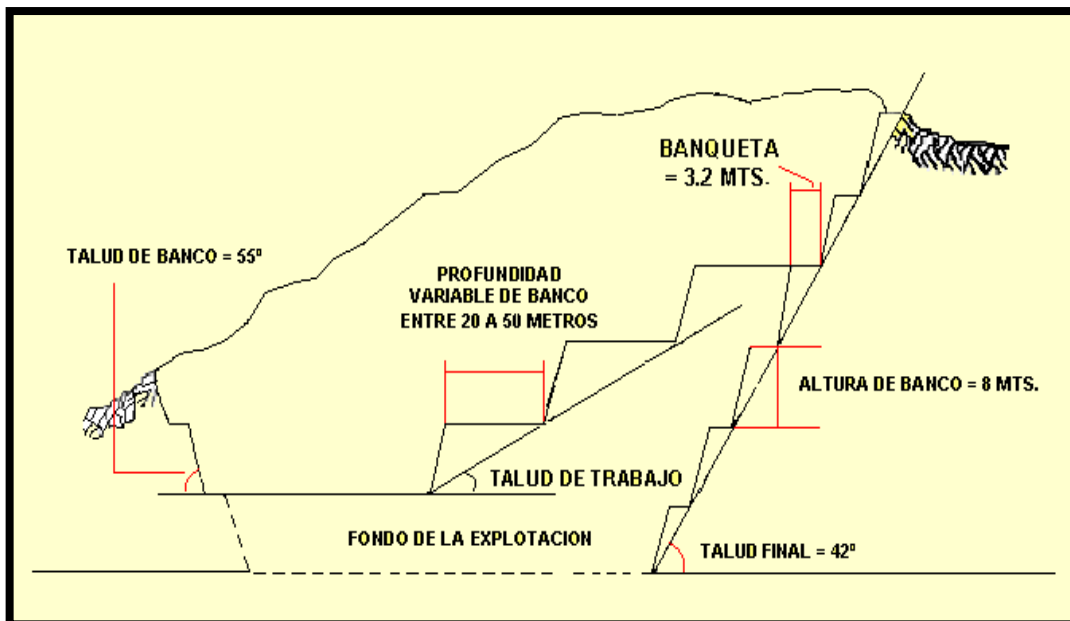 BANQUETA
= 3.2 MTS.
TALUD DE BANCO = 55º
PROFUNDIDAD
VARIABLE DE BANCO
ENTRE 20 A 50 METROS
ALTURA DE BANCO = 8 MTS.
TALUD DE TRABAJO
FONDO DE LA EXPLOTACION
TALUD FINAL = 42º